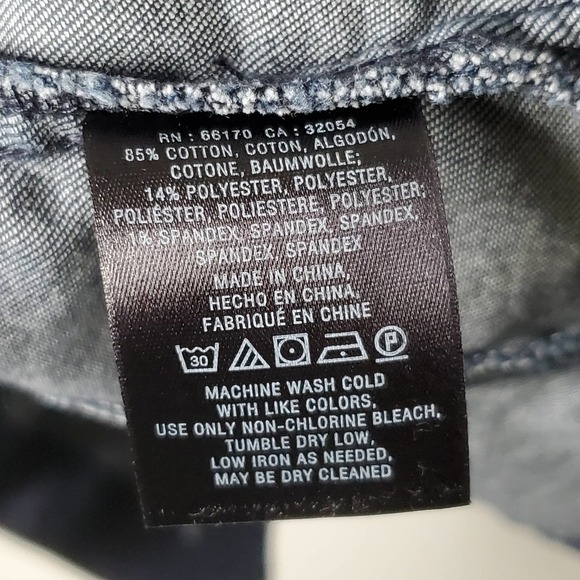 RN : 66170 CA : 32054
85% COTTON, COTON, ALGODÓN,
COTONE, BAUMWOLLE;
14% POLYESTER, POLYESTER,
POLIÉSTER, POLIESTERE, POLYESTER;
1% SPANDEX, SPANDEX, SPANDEX,
SPANDEX, SPANDEX
MADE IN CHINA,
HECHO EN CHINA,
FABRIQUÉ EN CHINE
30 P
MACHINE WASH COLD
WITH LIKE COLORS,
USE ONLY NON-CHLORINE BLEACH,
TUMBLE DRY LOW,
LOW IRON AS NEEDED,
MAY BE DRY CLEANED